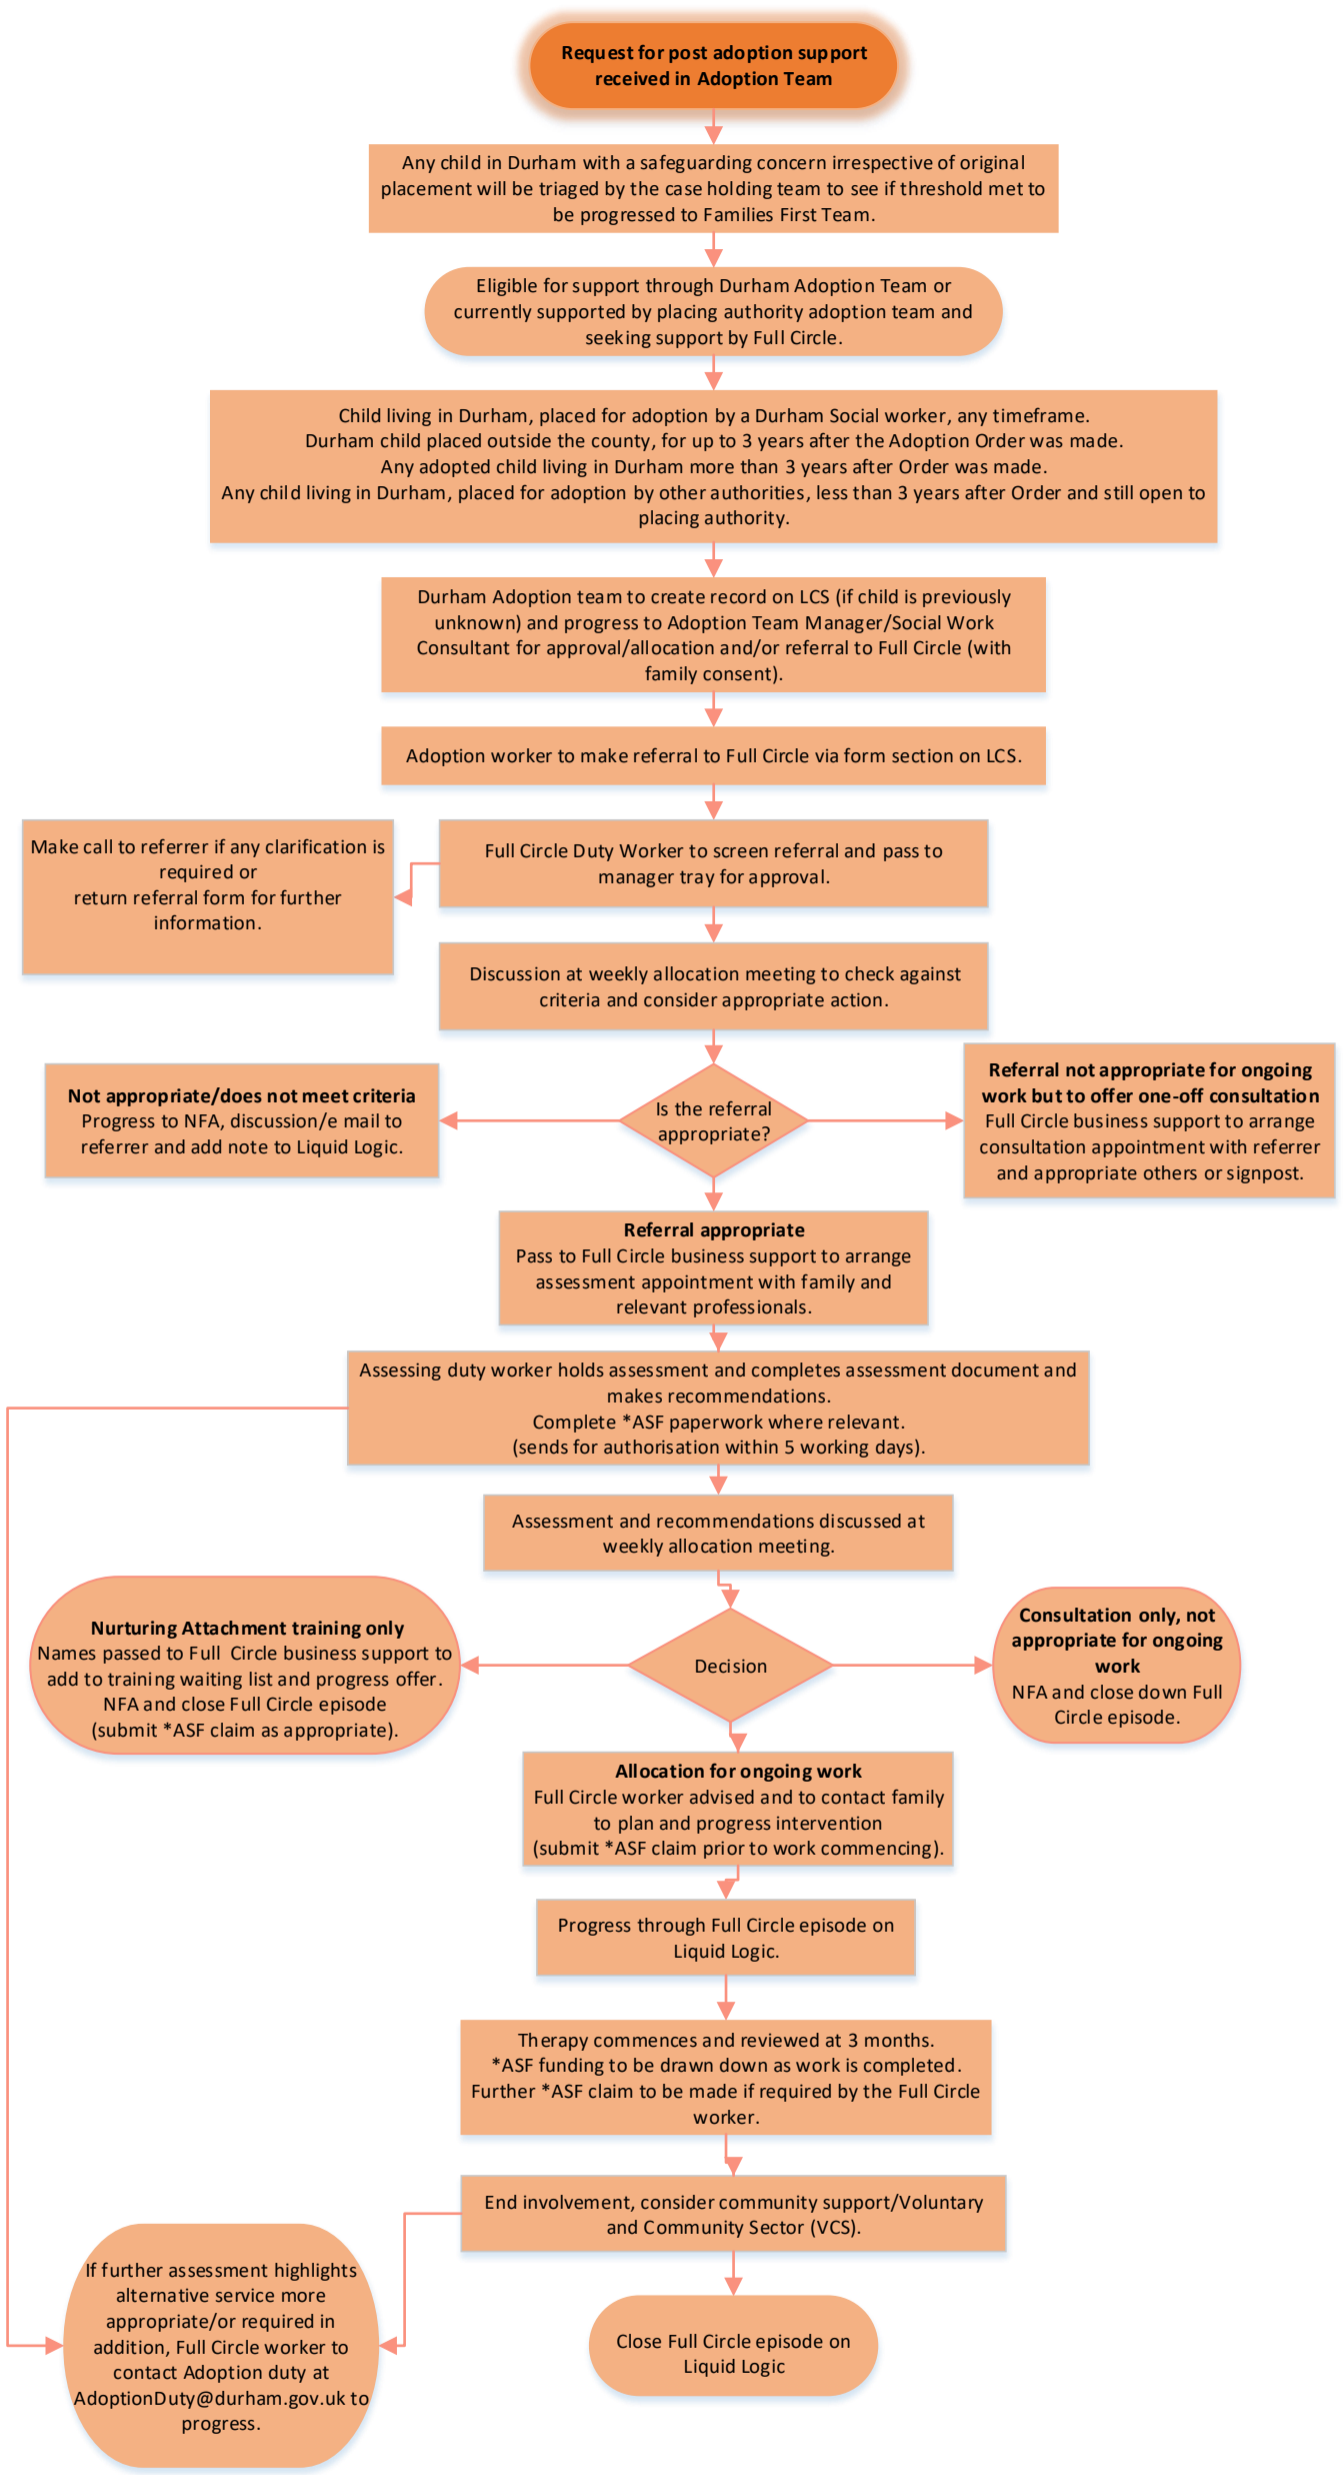 Request for post adoption support
received in Adoption Team
Any child in Durham with a safeguarding concern irrespective of original
placement will be triaged by the case holding team to see if threshold met to
be progressed to Families First Team.
Eligible for support through Durham Adoption Team or
currently supported by placing authority adoption team and
seeking support by Full Circle.
Child living in Durham, placed for adoption by a Durham Social worker, any timeframe.
Durham child placed outside the county, for up to 3 years after the Adoption Order was made.
Any adopted child living in Durham more than 3 years after Order was made.
Any child living in Durham, placed for adoption by other authorities, less than 3 years after Order and still open to
placing authority.
Durham Adoption team to create record on LCS (if child is previously
unknown) and progress to Adoption Team Manager/Social Work
Consultant for approval/allocation and/or referral to Full Circle (with
family consent).
Adoption worker to make referral to Full Circle via form section on LCS.
Make call to referrer if any clarification is
required or
return referral form for further
information.
Full Circle Duty Worker to screen referral and pass to
manager tray for approval.
Discussion at weekly allocation meeting to check against
criteria and consider appropriate action.
Not appropriate/does not meet criteria
Progress to NFA, discussion/e mail to
referrer and add note to Liquid Logic.
Is the referral
appropriate?
Referral not appropriate for ongoing
work but to offer one-off consultation
Full Circle business support to arrange
consultation appointment with referrer
and appropriate others or signpost.
Referral appropriate
Pass to Full Circle business support to arrange
assessment appointment with family and
relevant professionals.
Assessing duty worker holds assessment and completes assessment document and
makes recommendations.
Complete *ASF paperwork where relevant.
(sends for authorisation within 5 working days).
Assessment and recommendations discussed at
weekly allocation meeting.
Nurturing Attachment training only
Names passed to Full Circle business support to
add to training waiting list and progress offer.
NFA and close Full Circle episode
(submit *ASF claim as appropriate).
Decision
Consultation only, not
appropriate for ongoing
work
NFA and close down Full
Circle episode.
Allocation for ongoing work
Full Circle worker advised and to contact family
to plan and progress intervention
(submit *ASF claim prior to work commencing).
Progress through Full Circle episode on
Liquid Logic.
Therapy commences and reviewed at 3 months.
*ASF funding to be drawn down as work is completed.
Further *ASF claim to be made if required by the Full Circle
worker.
End involvement, consider community support/Voluntary
and Community Sector (VCS).
If further assessment highlights
alternative service more
appropriate/or required in
addition, Full Circle worker to
contact Adoption duty at
AdoptionDuty@durham.gov.uk to
progress.
Close Full Circle episode on
Liquid Logic